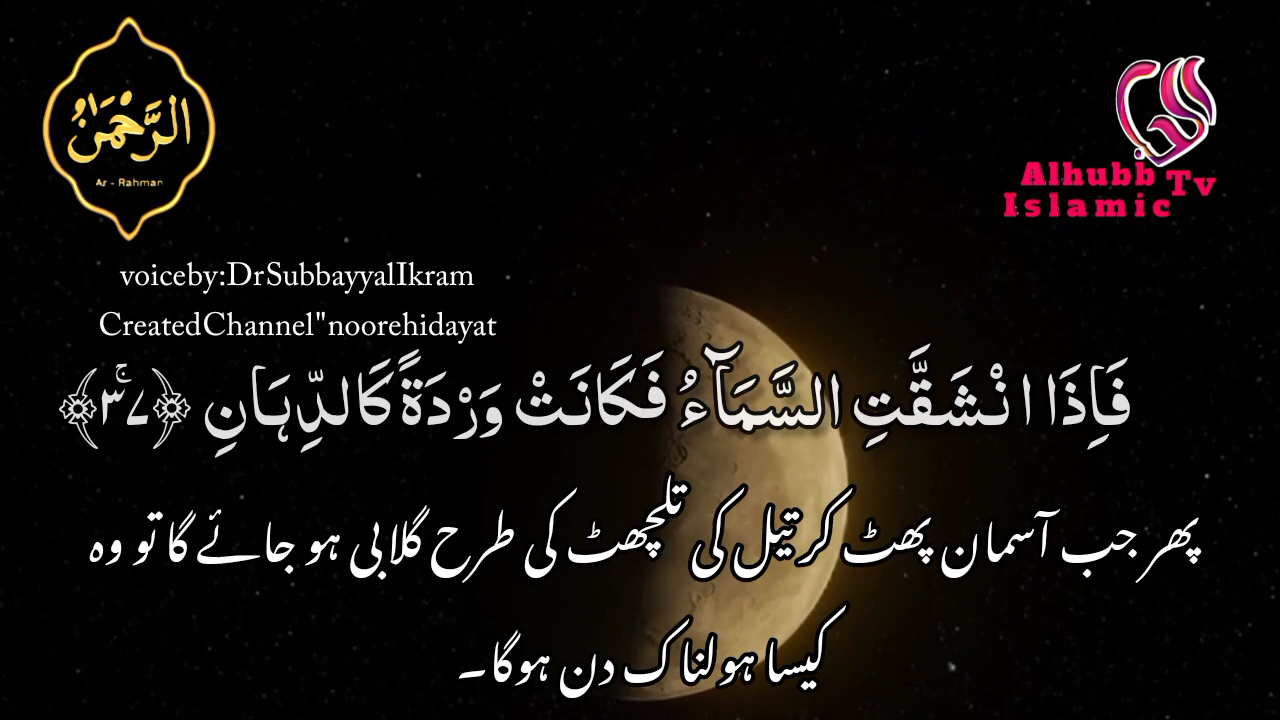 الرَّحْمٰنُ
Ar - Rahman
Alhubb Tv
Islamic
voiceby:DrSubbayyalIkram
CreatedChannel"noorehidayat
فَاِذَا انْشَقَّتِ السَّمَآءُ فَكَانَتْ وَرْدَةً كَالدِّهَانِ ﴿ۚ۳۷﴾
پھر جب آسمان پھٹ کر تیل کی تلچھٹ کی طرح گلابی ہو جائے گا تو وہ
کیسا ہولناک دن ہوگا۔